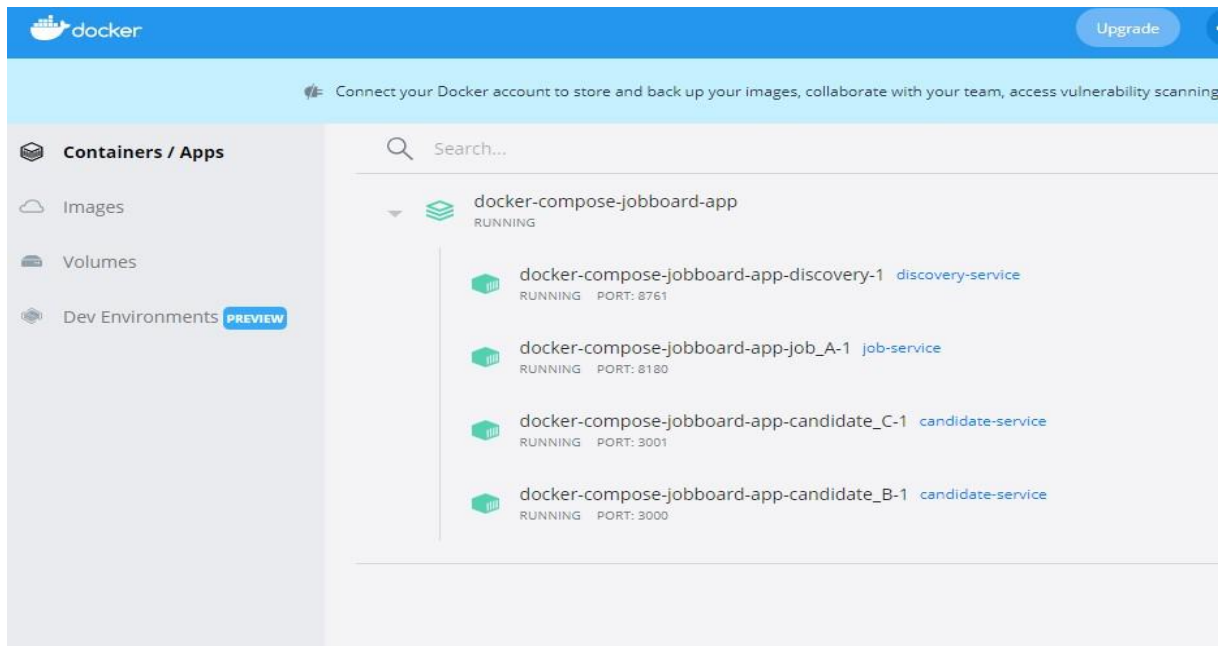 docker
Upgrade
Connect your Docker account to store and back up your images, collaborate with your team, access vulnerability scanning
Containers / Apps
Images
Volumes
Dev Environments PREVIEW
Search...
docker-compose-jobboard-app
RUNNING
docker-compose-jobboard-app-discovery-1 discovery-service
RUNNING PORT: 8761
docker-compose-jobboard-app-job_A-1 job-service
RUNNING PORT: 8180
docker-compose-jobboard-app-candidate_C-1 candidate-service
RUNNING PORT: 3001
docker-compose-jobboard-app-candidate_B-1 candidate-service
RUNNING PORT: 3000